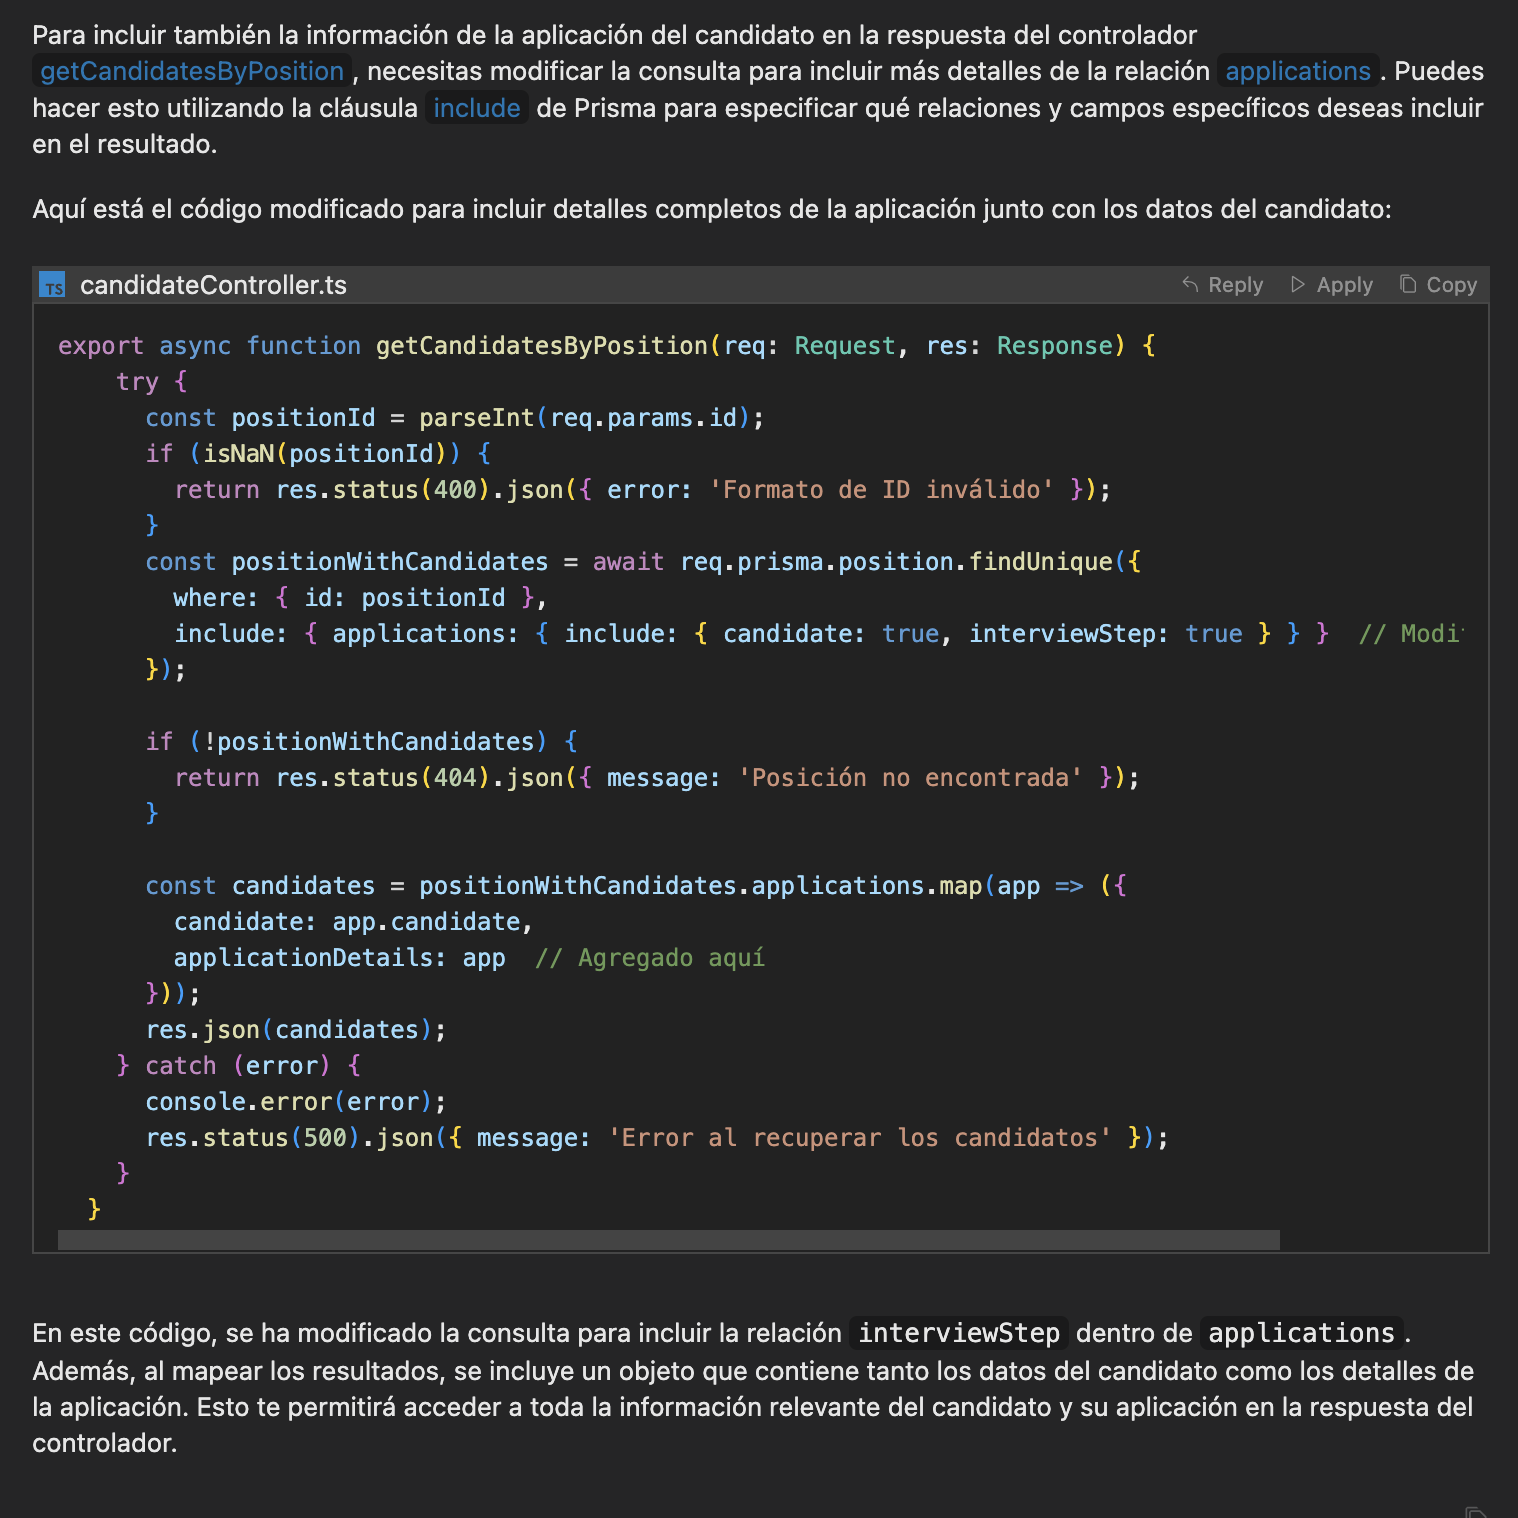 Para incluir también la información de la aplicación del candidato en la respuesta del controlador
getCandidatesByPosition , necesitas modificar la consulta para incluir más detalles de la relación applications . Puedes
hacer esto utilizando la cláusula include de Prisma para especificar qué relaciones y campos específicos deseas incluir
en el resultado.
Aquí está el código modificado para incluir detalles completos de la aplicación junto con los datos del candidato:
TS candidateController.ts Reply Apply Copy
export async function getCandidatesByPosition(req: Request, res: Response) {
    try {
      const positionId = parseInt(req.params.id);
      if (isNaN(positionId)) {
        return res.status(400).json({ error: 'Formato de ID inválido' });
      }
      const positionWithCandidates = await req.prisma.position.findUnique({
        where: { id: positionId },
        include: { applications: { include: { candidate: true, interviewStep: true } } }  // Modi
      });
      if (!positionWithCandidates) {
        return res.status(404).json({ message: 'Posición no encontrada' });
      }
      const candidates = positionWithCandidates.applications.map(app => ({
        candidate: app.candidate,
        applicationDetails: app  // Agregado aquí
      }));
      res.json(candidates);
    } catch (error) {
      console.error(error);
      res.status(500).json({ message: 'Error al recuperar los candidatos' });
    }
  }
En este código, se ha modificado la consulta para incluir la relación interviewStep dentro de applications .
Además, al mapear los resultados, se incluye un objeto que contiene tanto los datos del candidato como los detalles de
la aplicación. Esto te permitirá acceder a toda la información relevante del candidato y su aplicación en la respuesta del
controlador.